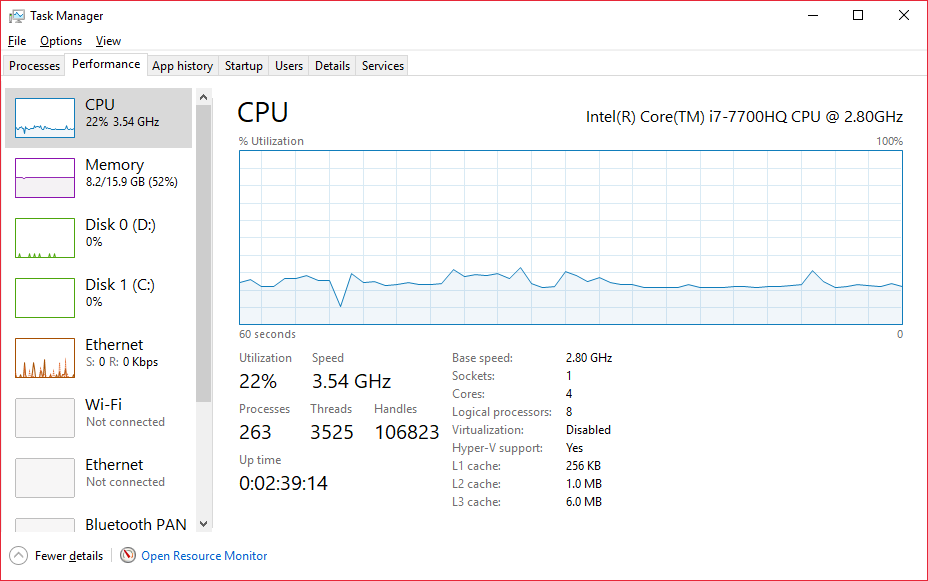 Task Manager
File Options View
Processes Performance App history Startup Users Details Services
CPU
22% 3.54 GHz
Memory
8.2/15.9 GB (52%)
Disk 0 (D:)
0%
Disk 1 (C:)
0%
Ethernet
S: 0 R: 0 Kbps
Wi-Fi
Not connected
Ethernet
Not connected
Bluetooth PAN
CPU
Intel(R) Core(TM) i7-7700HQ CPU @ 2.80GHz
% Utilization 100%
60 seconds 0
Utilization Speed
22% 3.54 GHz
Processes Threads Handles
263 3525 106823
Up time
0:02:39:14
Base speed: 2.80 GHz
Sockets: 1
Cores: 4
Logical processors: 8
Virtualization: Disabled
Hyper-V support: Yes
L1 cache: 256 KB
L2 cache: 1.0 MB
L3 cache: 6.0 MB
Fewer details Open Resource Monitor